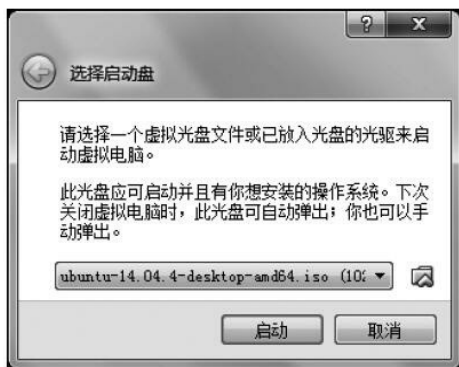 ?
x
选择启动盘
请选择一个虚拟光盘文件或已放入光盘的光驱来启
动虚拟电脑。
此光盘应可启动并且有你想安装的操作系统。下次
关闭虚拟电脑时，此光盘可自动弹出；你也可以手
动弹出。
ubuntu-14.04.4-desktop-amd64.iso (102
启动
取消